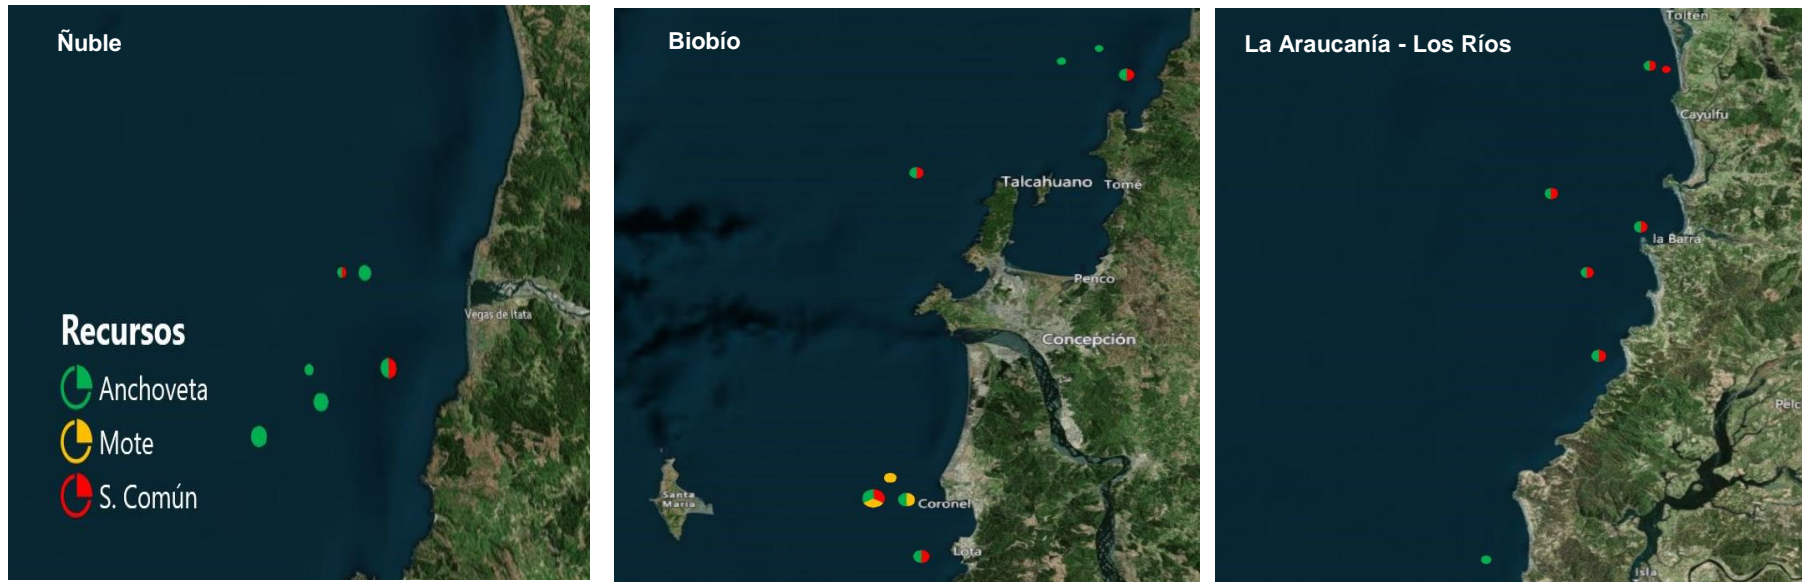 Ñuble
Vegas de Itata
Recursos
Anchoveta
Mote
S. Común
Biobío
Talcahuano
Tomé
Penco
Concepción
Santa
María
Coronel
Lota
La Araucanía - Los Ríos
Toltén
Cayulfu
la Barra
Pelc
Isla